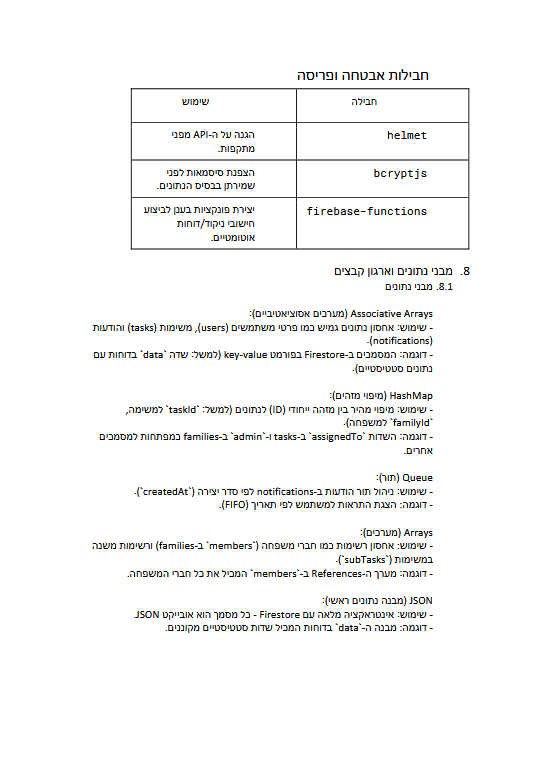 חבילות אבטחה ופריסה
חבילה שימוש
helmet הגנה על ה-API מפני
מתקפות.
bcryptjs הצפנת סיסמאות לפני
שמירתן בבסיס הנתונים.
firebase-functions יצירת פונקציות בענן לביצוע
חישובי ניקוד/דוחות
אוטומטיים.
8. מבני נתונים וארגון קבצים
8.1. מבני נתונים
Associative Arrays (מערכים אסוציאטיביים):
- שימוש: אחסון נתונים גמיש כמו פרטי משתמשים (users), משימות (tasks) והודעות
(notifications).
- דוגמה: המסמכים ב-Firestore בפורמט key-value (למשל: שדה `data` בדוחות עם
נתונים סטטיסטיים).
HashMap (מיפוי מזהים):
- שימוש: מיפוי מהיר בין מזהה ייחודי (ID) לנתונים (למשל: `taskId` למשימה,
`familyId` למשפחה).
- דוגמה: השדות `assignedTo` ב-tasks ו-`admin` ב-families כמפתחות למסמכים
אחרים.
Queue (תור):
- שימוש: ניהול תור הודעות ב-notifications לפי סדר יצירה (`createdAt`).
- דוגמה: הצגת התראות למשתמש לפי תאריך (FIFO).
Arrays (מערכים):
- שימוש: אחסון רשימות כמו חברי משפחה (`members` ב-families) ורשימות משנה
במשימות (`subTasks`).
- דוגמה: מערך ה-References ב-`members` המכיל את כל חברי המשפחה.
JSON (מבנה נתונים ראשי):
- שימוש: אינטראקציה מלאה עם Firestore - כל מסמך הוא אובייקט JSON.
- דוגמה: מבנה ה-`data` בדוחות המכיל שדות סטטיסטיים מקוננים.